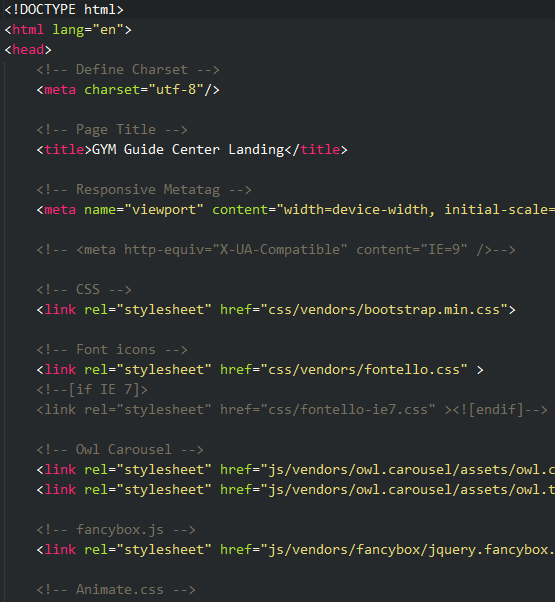 <!DOCTYPE html>
<html lang="en">
<head>
<!-- Define Charset -->
<meta charset="utf-8"/>
<!-- Page Title -->
<title>GYM Guide Center Landing</title>
<!-- Responsive Metatag -->
<meta name="viewport" content="width=device-width, initial-scale=
<!-- <meta http-equiv="X-UA-Compatible" content="IE=9" />-->
<!-- CSS -->
<link rel="stylesheet" href="css/vendors/bootstrap.min.css">
<!-- Font icons -->
<link rel="stylesheet" href="css/vendors/fontello.css" >
<!--[if IE 7]>
<link rel="stylesheet" href="css/fontello-ie7.css" ><![endif]-->
<!-- Owl Carousel -->
<link rel="stylesheet" href="js/vendors/owl.carousel/assets/owl.c
<link rel="stylesheet" href="js/vendors/owl.carousel/assets/owl.t
<!-- fancybox.js -->
<link rel="stylesheet" href="js/vendors/fancybox/jquery.fancybox.
<!-- Animate.css -->